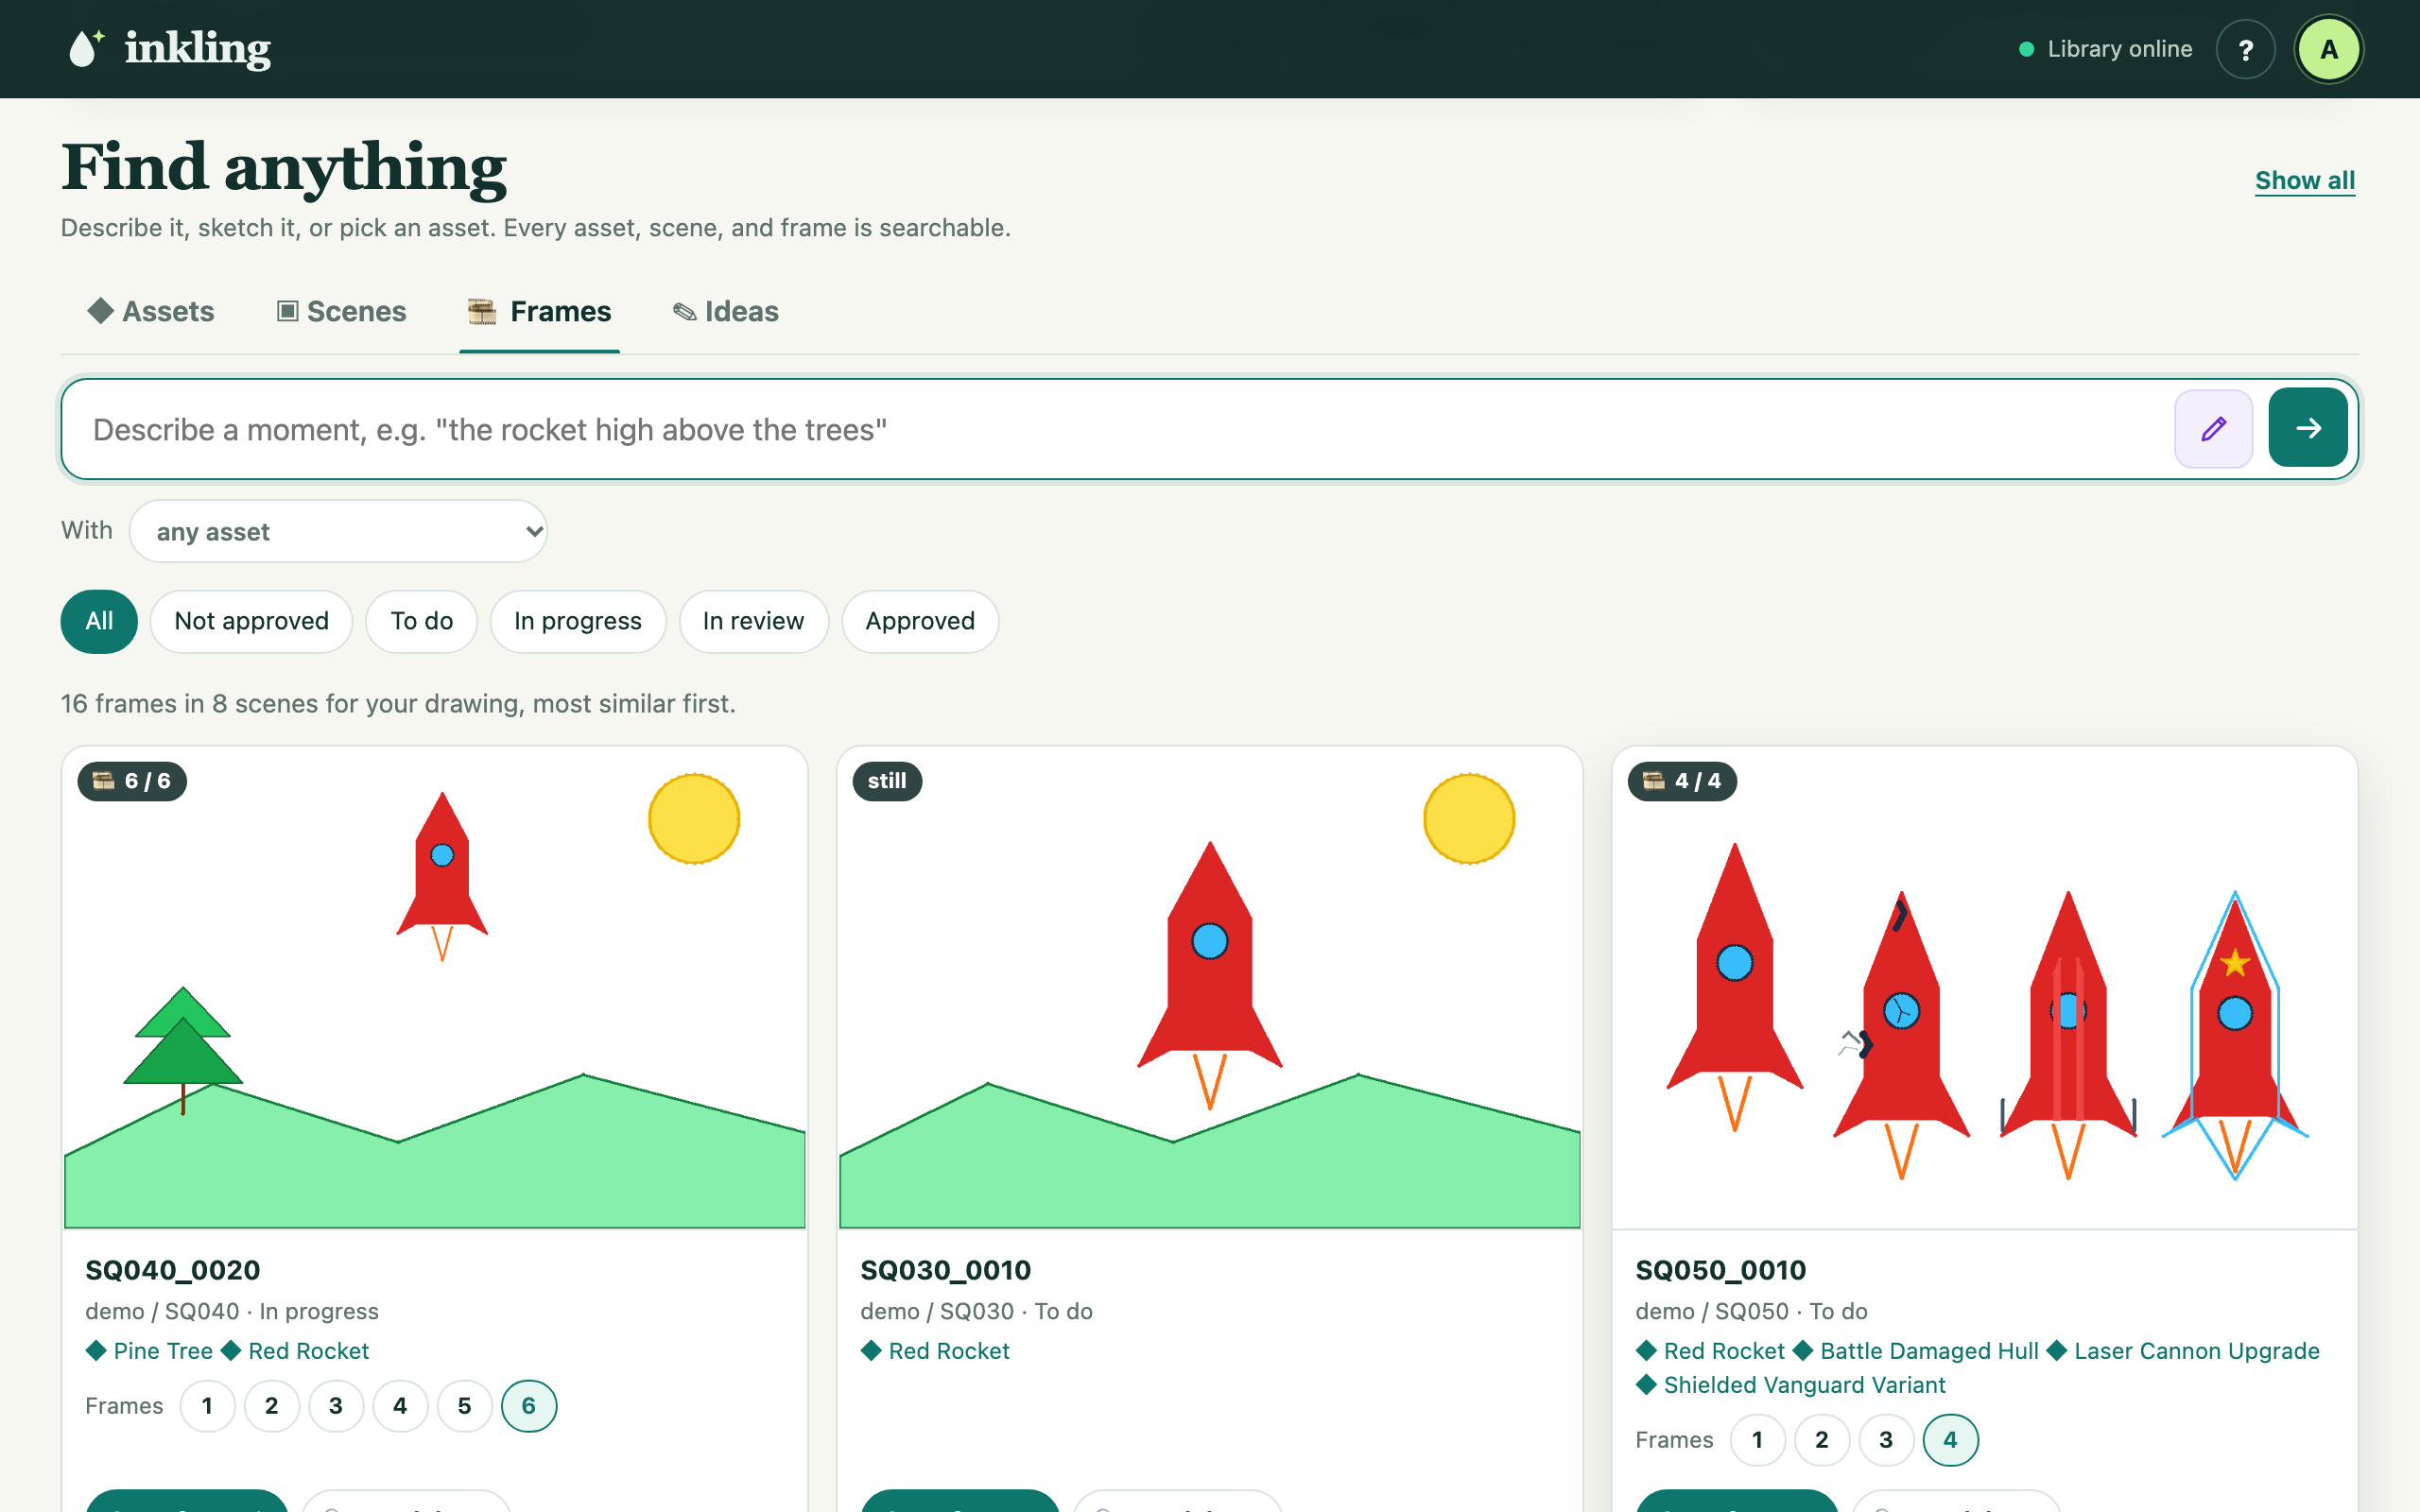 inkling
Library online
?
A
Find anything
Show all
Describe it, sketch it, or pick an asset. Every asset, scene, and frame is searchable.
Assets
Scenes
Frames
Ideas
Describe a moment, e.g. "the rocket high above the trees"
With
any asset
All
Not approved
To do
In progress
In review
Approved
16 frames in 8 scenes for your drawing, most similar first.
6 / 6
SQ040_0020
demo / SQ040 · In progress
Pine Tree
Red Rocket
Frames 1 2 3 4 5 6
still
SQ030_0010
demo / SQ030 · To do
Red Rocket
4 / 4
SQ050_0010
demo / SQ050 · To do
Red Rocket
Battle Damaged Hull
Laser Cannon Upgrade
Shielded Vanguard Variant
Frames 1 2 3 4